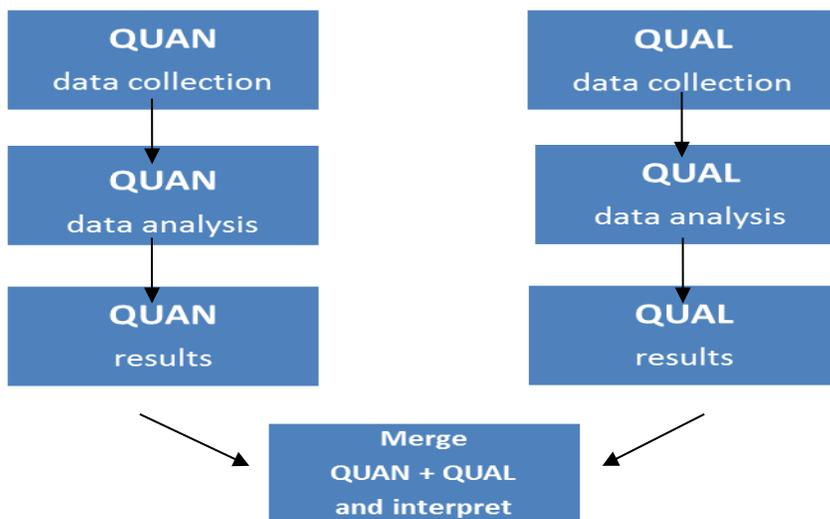 QUAN
data collection
QUAL
data collection
QUAN
data analysis
QUAL
data analysis
QUAN
results
QUAL
results
Merge
QUAN + QUAL
and interpret